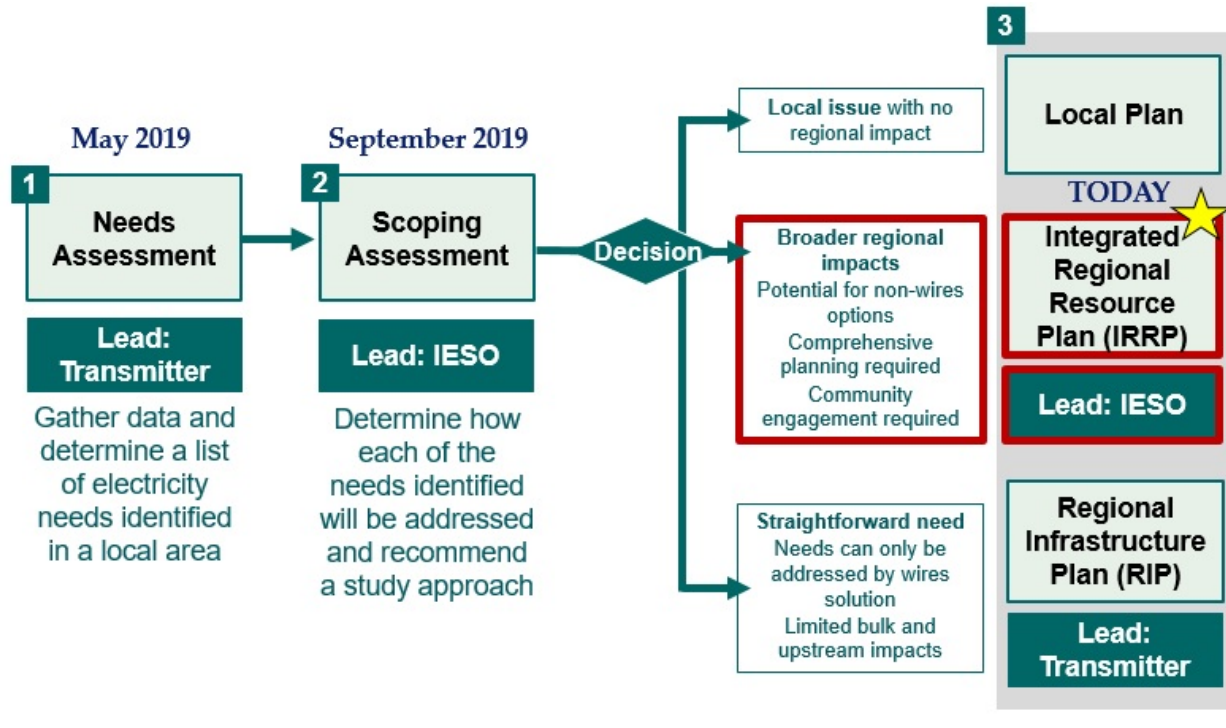 May 2019
1
Needs
Assessment
Lead:
Transmitter
Gather data and
determine a list
of electricity
needs identified
in a local area
September 2019
2
Scoping
Assessment
Lead: IESO
Determine how
each of the
needs identified
will be addressed
and recommend
a study approach
Decision
Local issue with no
regional impact
Broader regional
impacts
Potential for non-wires
options
Comprehensive
planning required
Community
engagement required
Straightforward need
Needs can only be
addressed by wires
solution
Limited bulk and
upstream impacts
3
Local Plan
TODAY
Integrated
Regional
Resource
Plan (IRRP)
Lead: IESO
Regional
Infrastructure
Plan (RIP)
Lead:
Transmitter